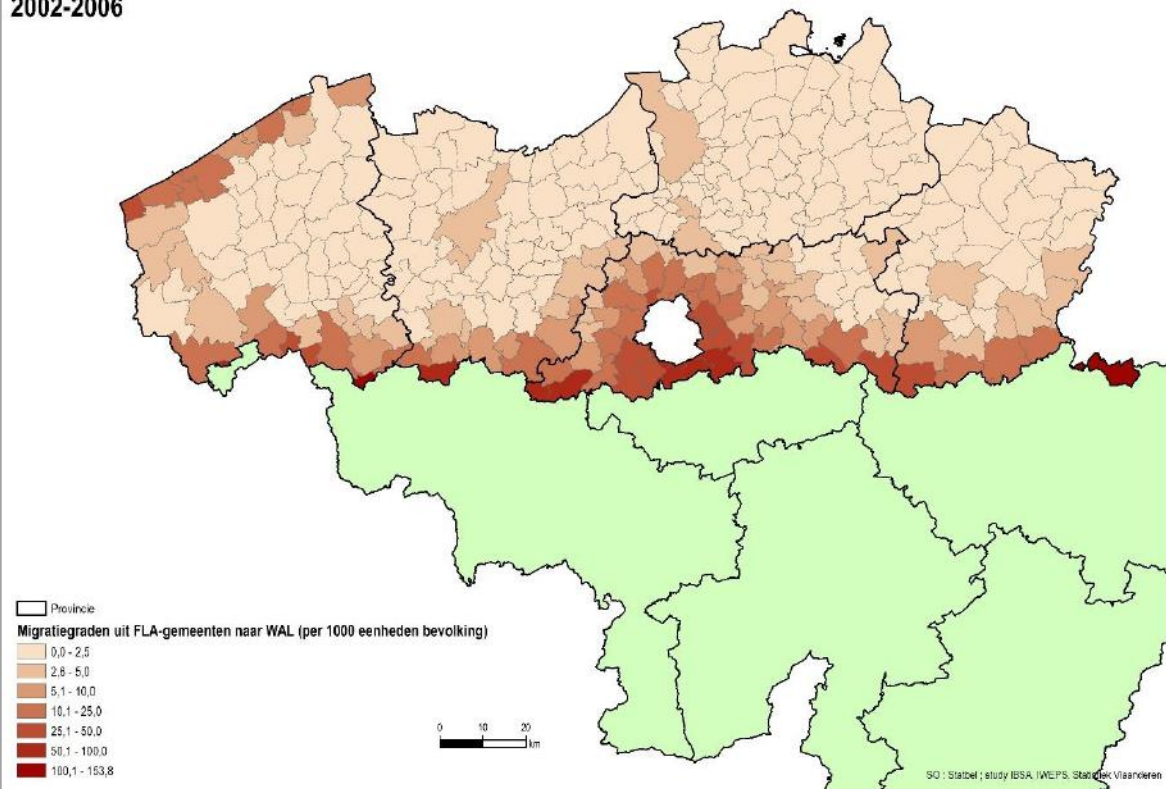 2002-2006
Provincie
Migratiegraden uit FLA-gemeenten naar WAL (per 1000 eenheden bevolking)
0,0 - 2,5
2,6 - 5,0
5,1 - 10,0
10,1 - 25,0
25,1 - 50,0
50,1 - 100,0
100,1 - 153,8
0 10 20
km
SO : Statbel ; study IBSA, IWEPS, Statistiek Vlaanderen